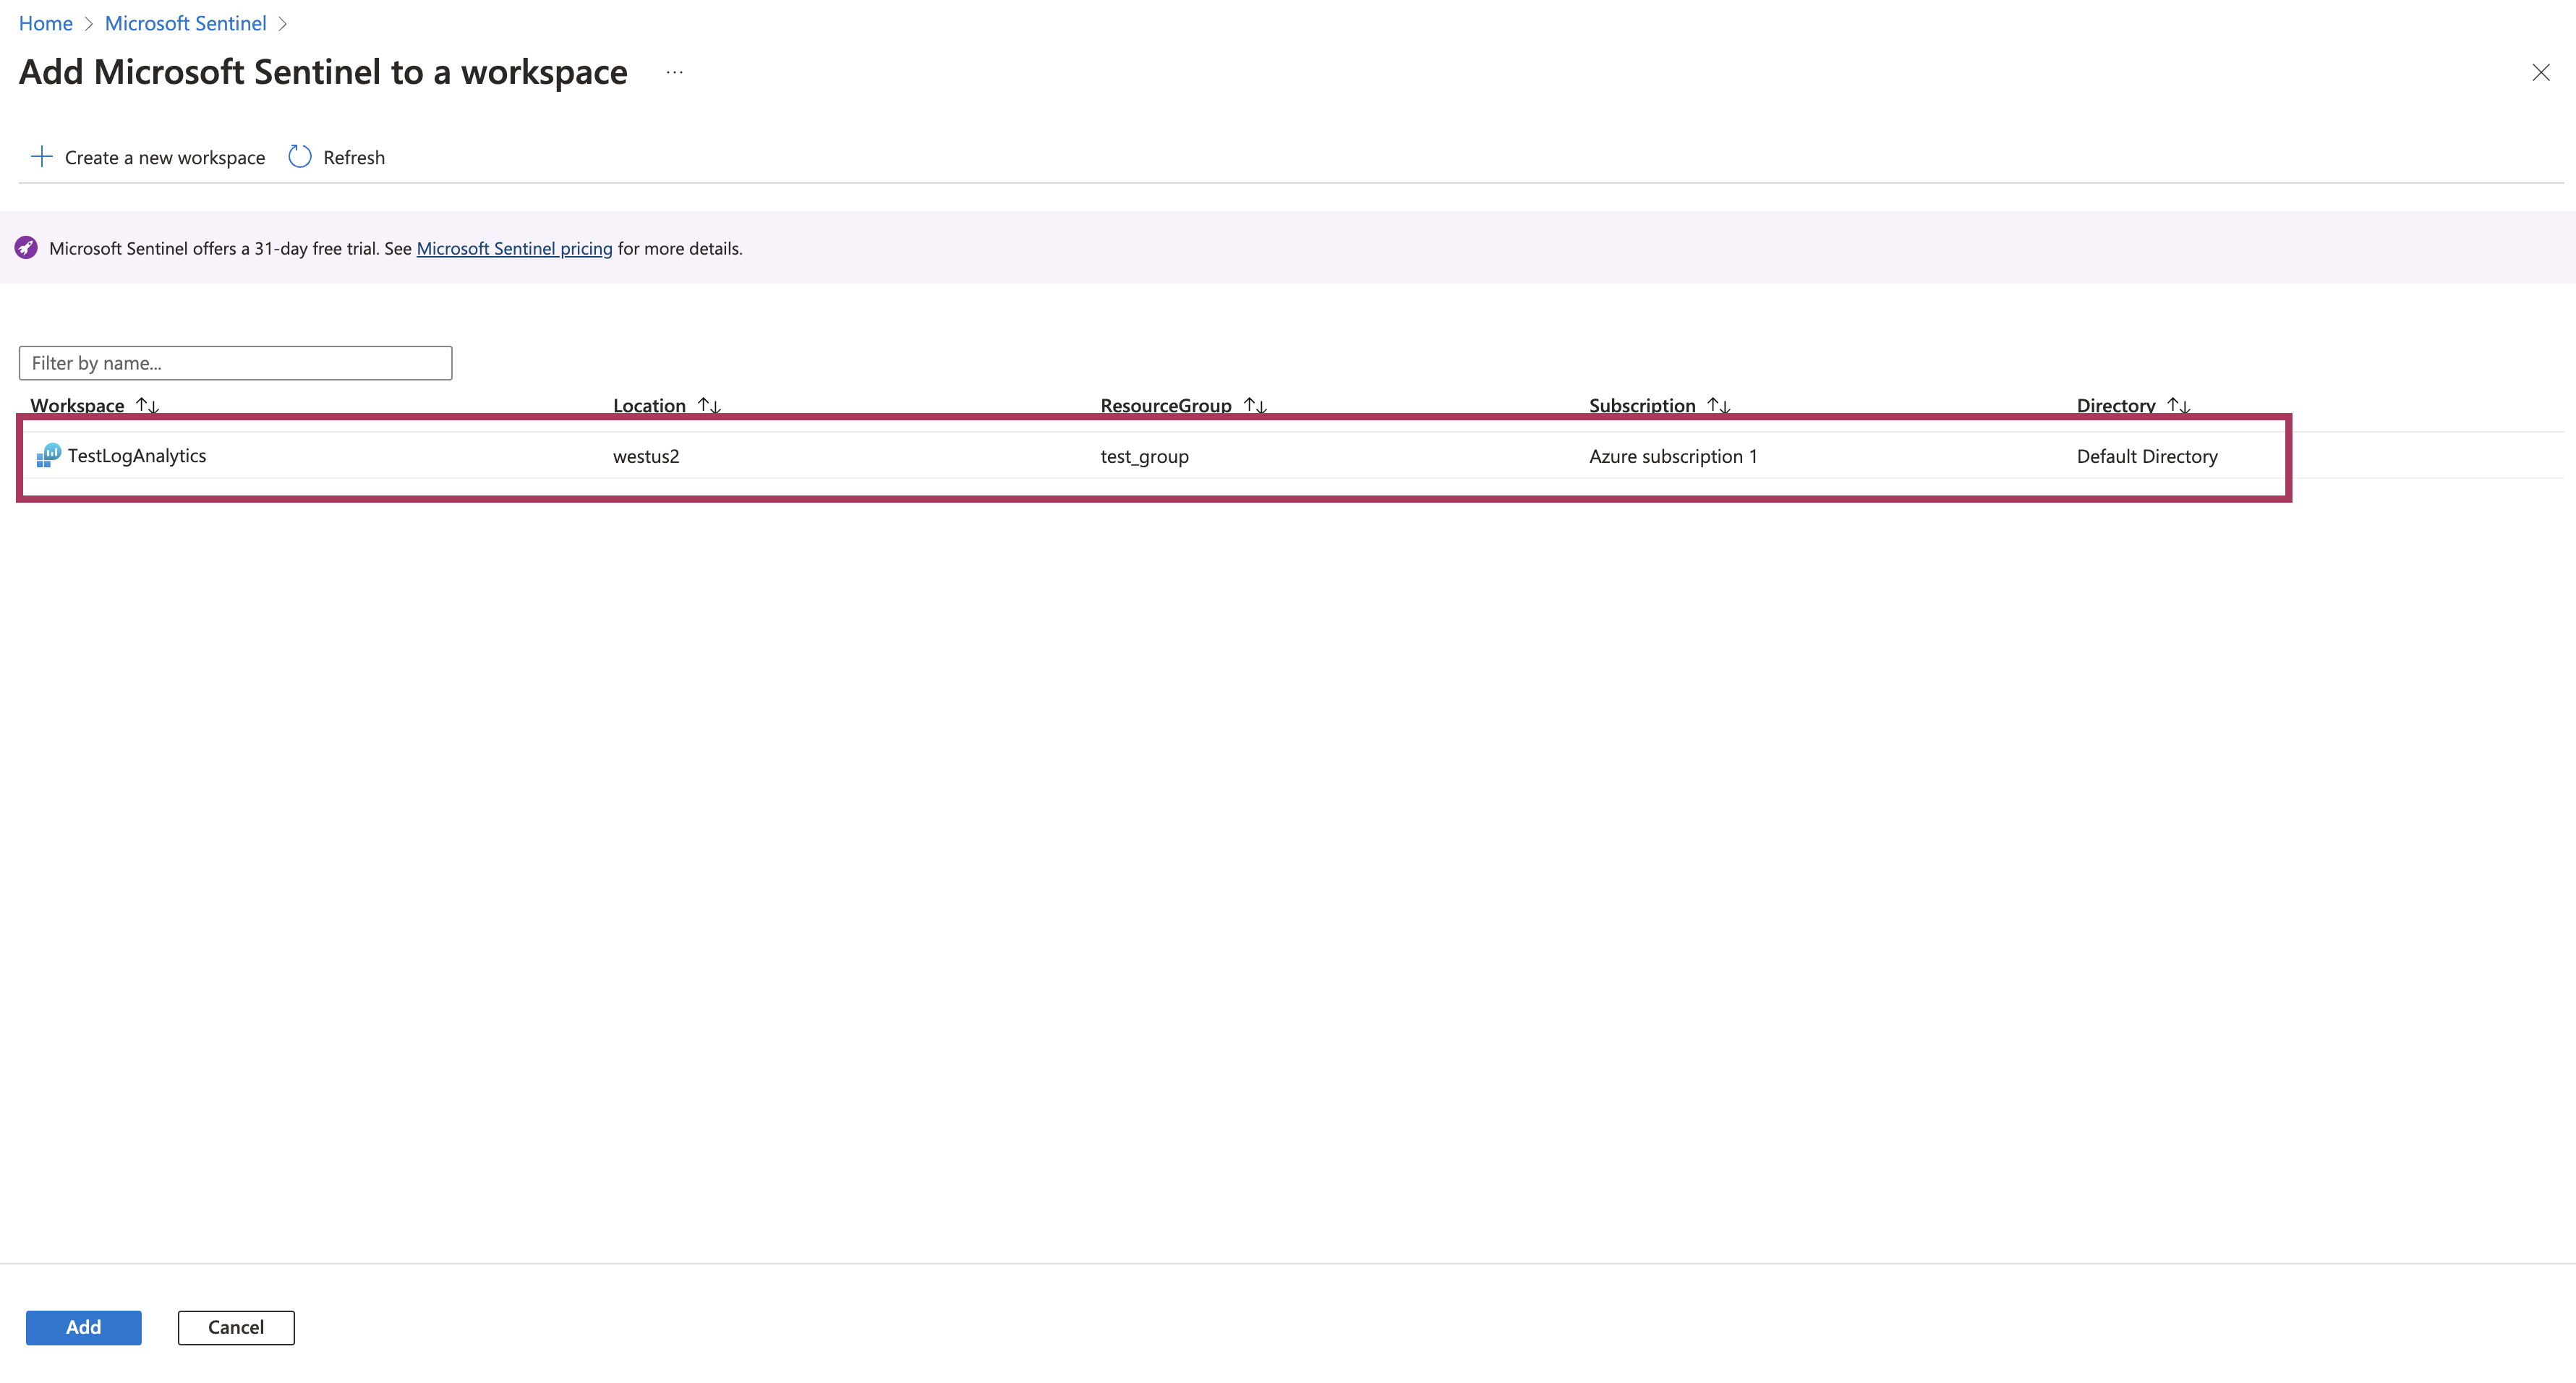 Home > Microsoft Sentinel >
Add Microsoft Sentinel to a workspace ...
Create a new workspace Refresh
Microsoft Sentinel offers a 31-day free trial. See Microsoft Sentinel pricing for more details.
Filter by name...
Workspace Location ResourceGroup Subscription Directory
TestLogAnalytics westus2 test_group Azure subscription 1 Default Directory
Add Cancel